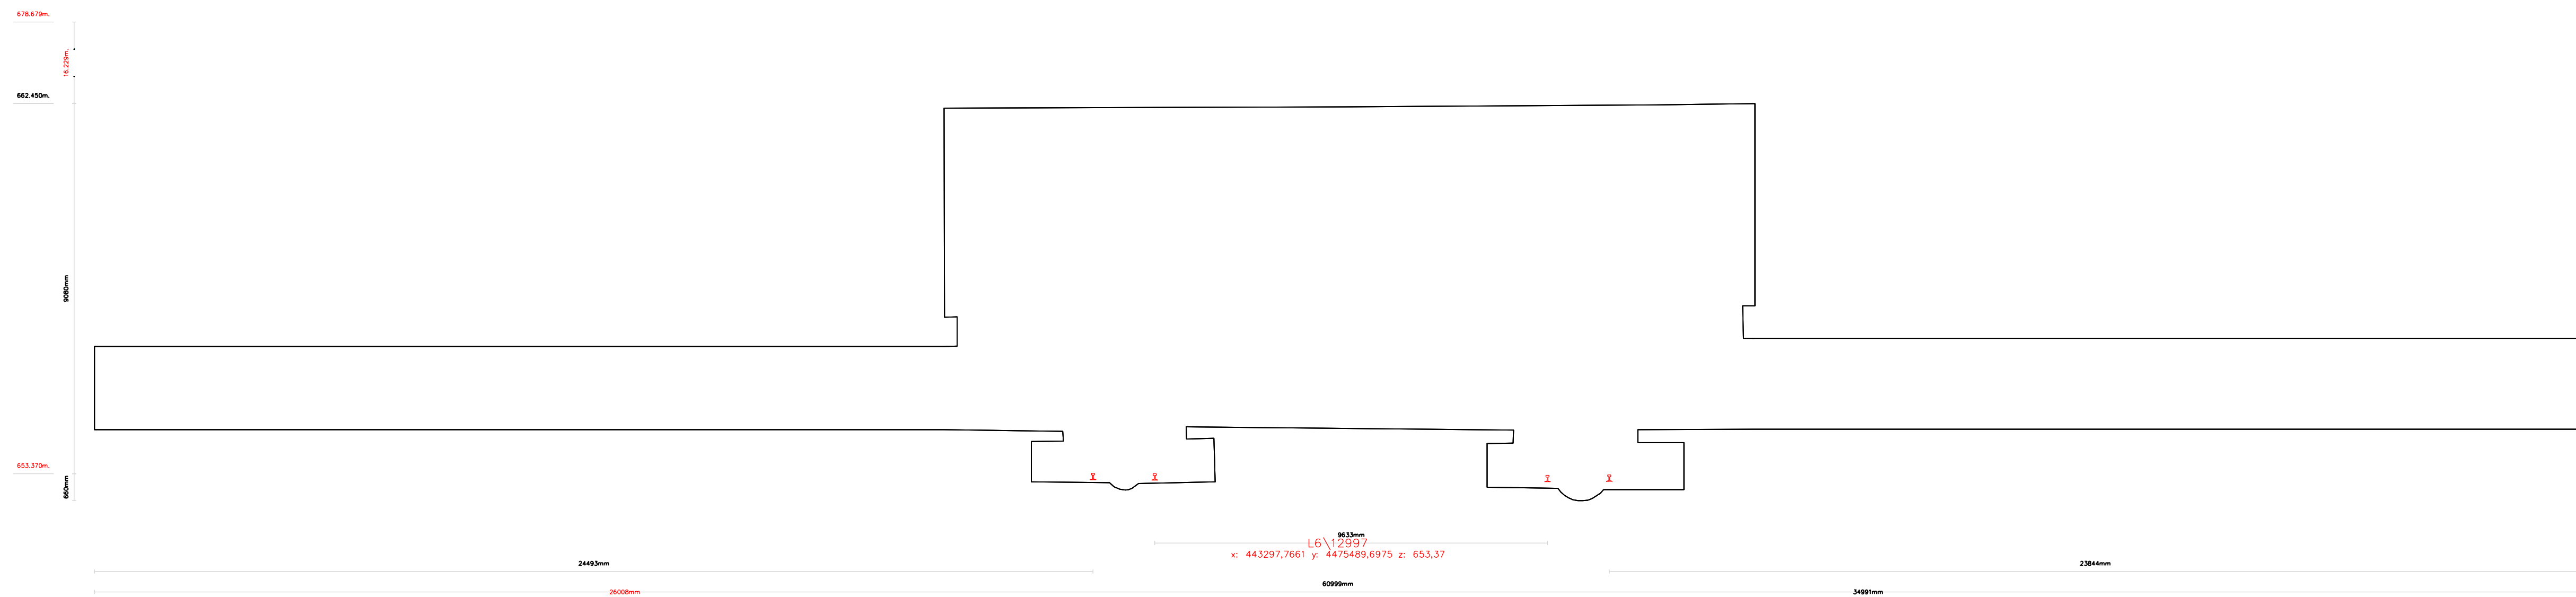 678.679m.
16.229m.
662.450m.
9080mm
653.370m.
660mm
9633mm
L6\12997
x: 443297,7661 y: 4475489,6975 z: 653,37
24493mm
23844mm
60999mm
26008mm
34991mm